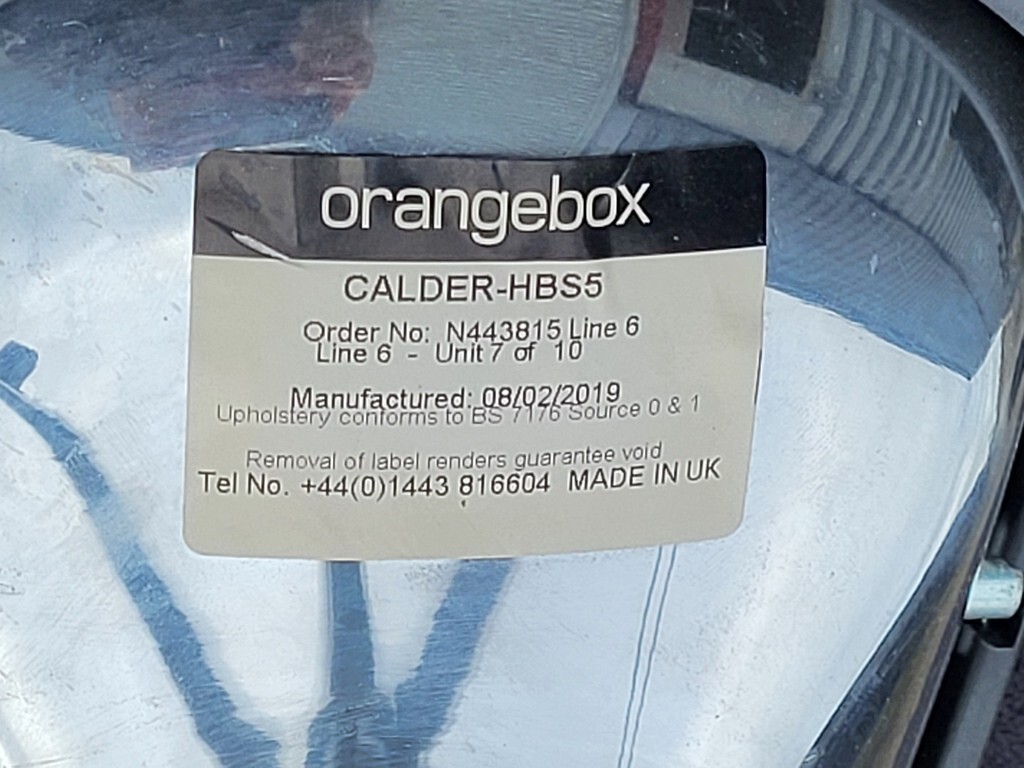 orangebox
CALDER-HBS5
Order No: N443815 Line 6
Line 6 - Unit 7 of 10
Manufactured: 08/02/2019
Upholstery conforms to BS 7176 Source 0 & 1
Removal of label renders guarantee void
Tel No. +44(0)1443 816604 MADE IN UK